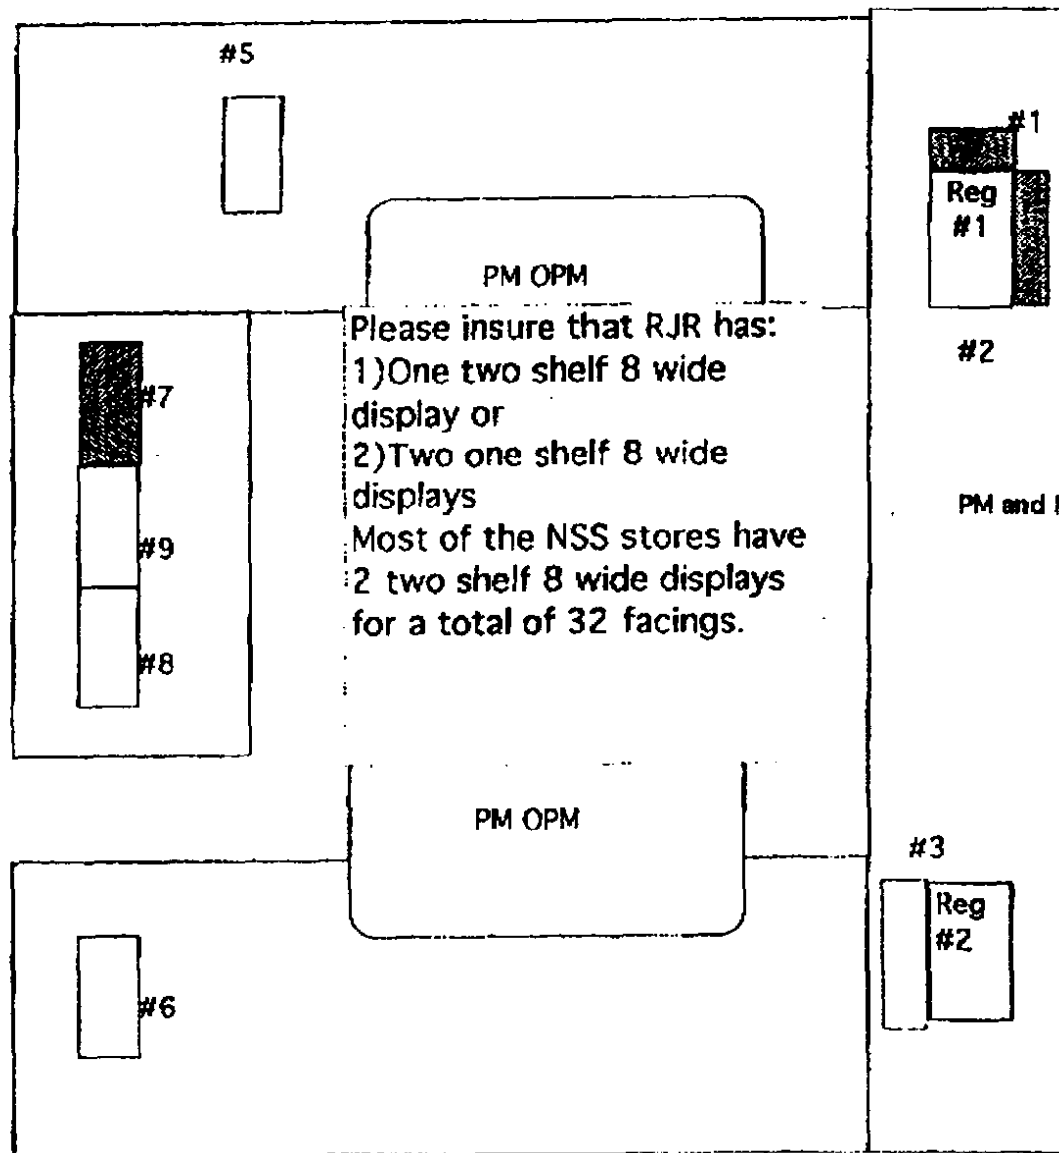 #5
#1
Reg
#1
PM OPM
Please insure that RJR has:
1)One two shelf 8 wide
display or
2)Two one shelf 8 wide
displays
Most of the NSS stores have
2 two shelf 8 wide displays
for a total of 32 facings.
#2
#7
#9
#8
PM and
PM OPM
#3
Reg
#2
#6